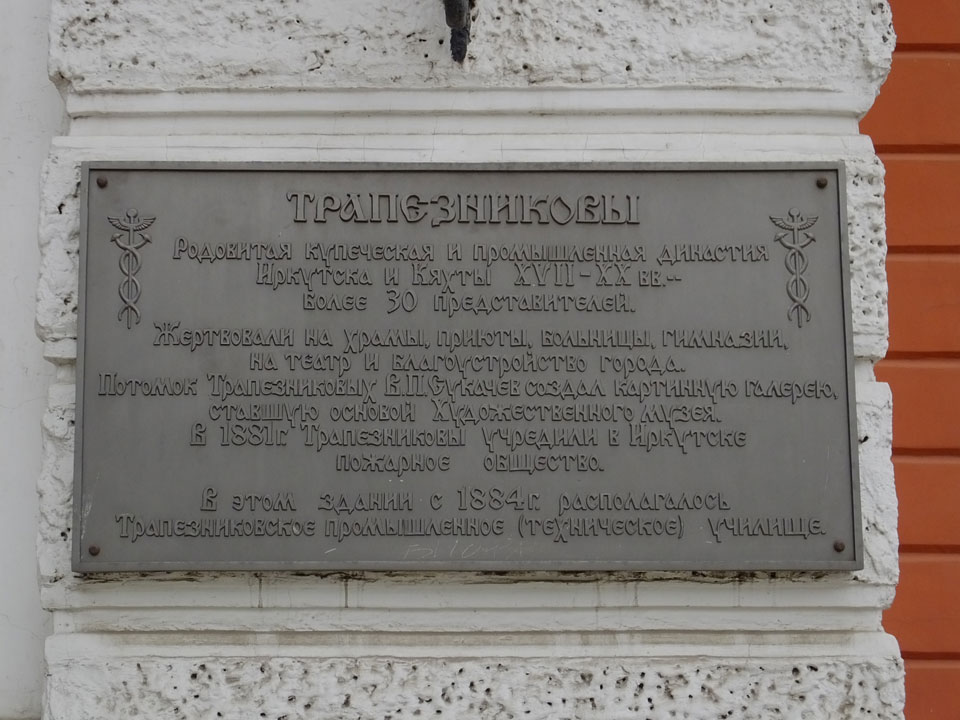 ТРАПЕЗНИКОВЫ
Родовитая купеческая и промышленная династия
Иркутска и Кяхты XVII-XX вв.--
более 30 представителей.
Жертвовали на храмы, приюты, больницы, гимназии,
на театр и благоустройство города.
Потомок Трапезниковых В.П.Сукачев создал картинную галерею,
ставшую основой Художественного музея.
В 1881г. Трапезниковы учредили в Иркутске
пожарное общество.
В этом здании с 1884г. располагалось
Трапезниковское промышленное (техническое) училище.